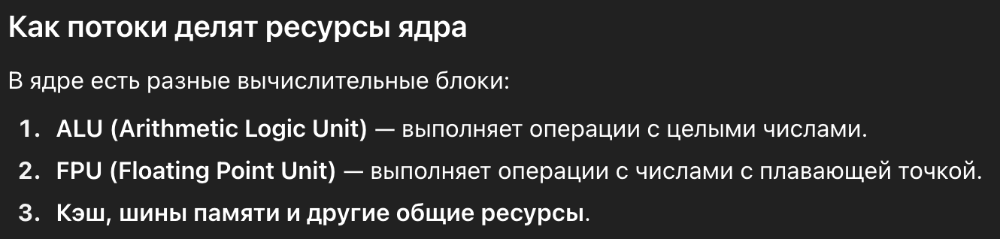 Как потоки делят ресурсы ядра
В ядре есть разные вычислительные блоки:
1. ALU (Arithmetic Logic Unit) — выполняет операции с целыми числами.
2. FPU (Floating Point Unit) — выполняет операции с числами с плавающей точкой.
3. Кэш, шины памяти и другие общие ресурсы.